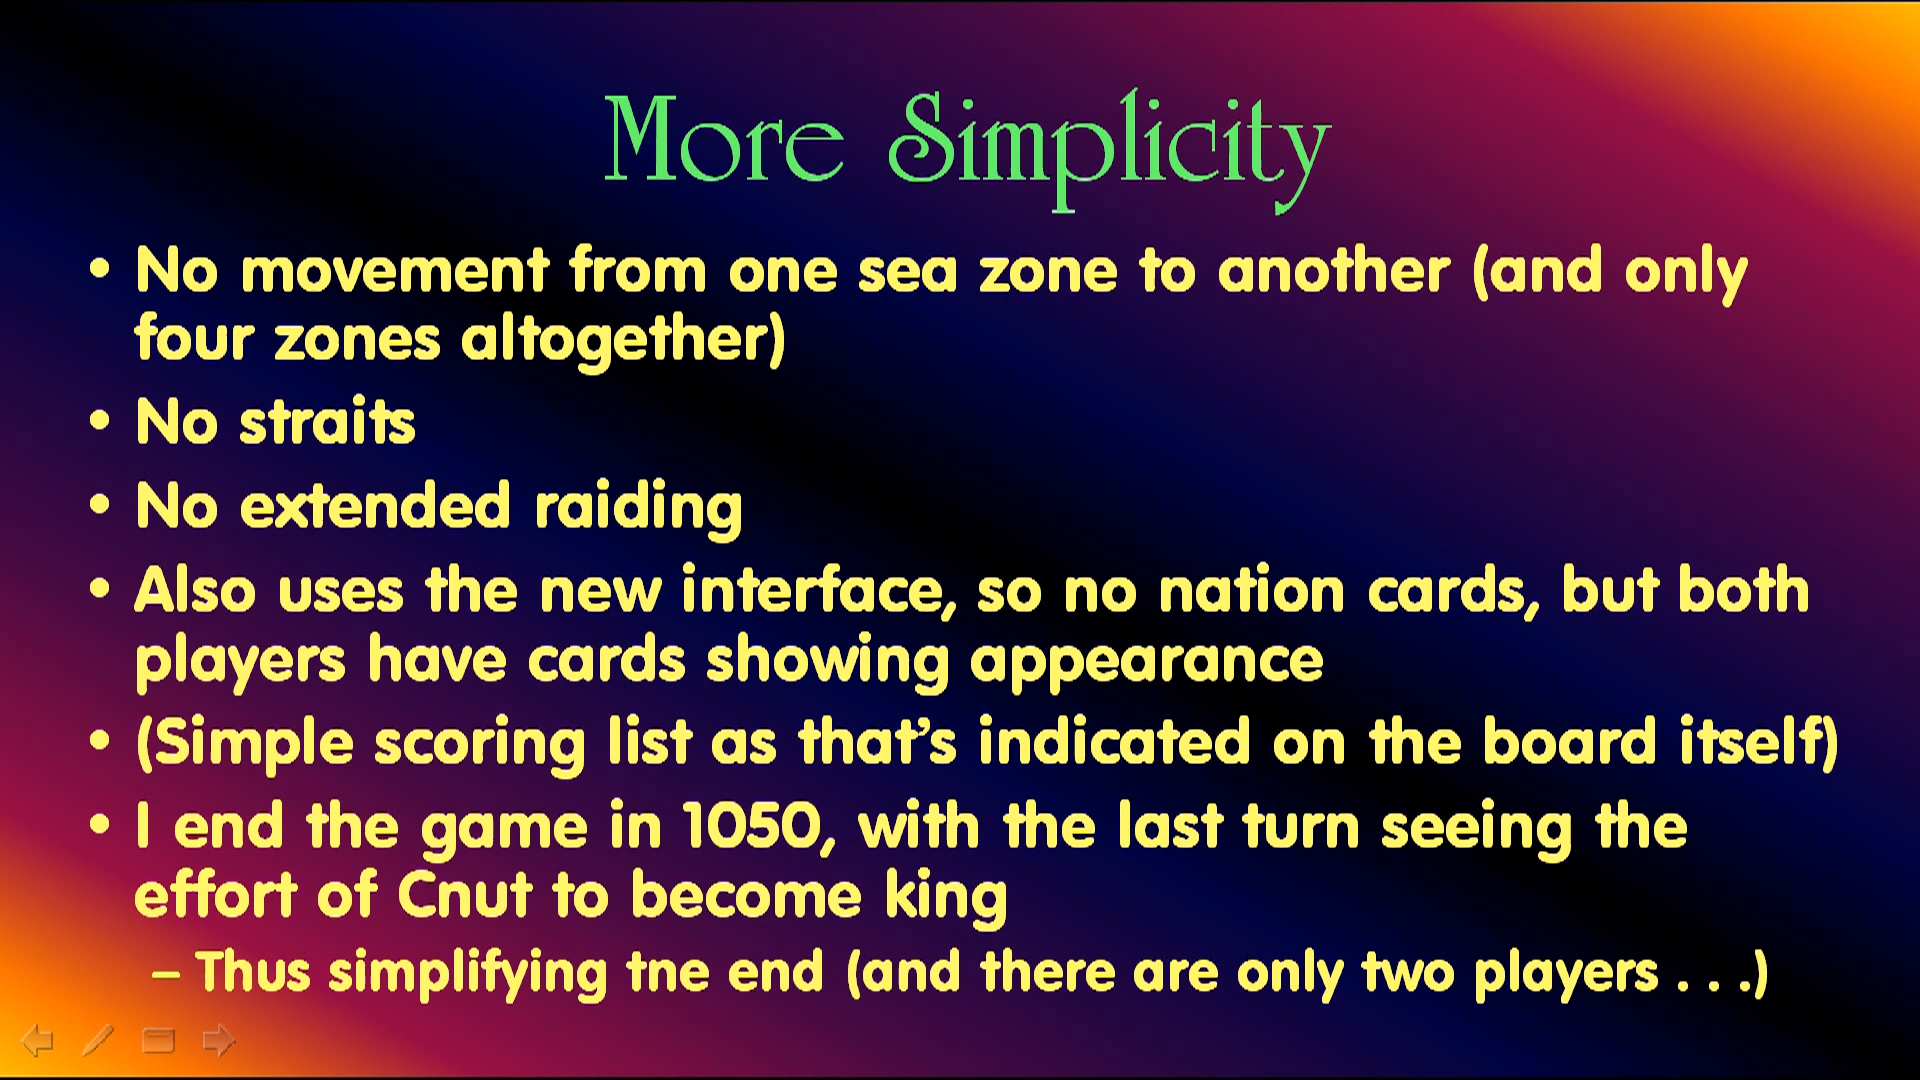 More Simplicity
• No movement from one sea zone to another (and only
four zones altogether)
• No straits
• No extended raiding
• Also uses the new interface, so no nation cards, but both
players have cards showing appearance
• (Simple scoring list as that’s indicated on the board itself)
• I end the game in 1050, with the last turn seeing the
effort of Cnut to become king
– Thus simplifying tne end (and there are only two players . . .)